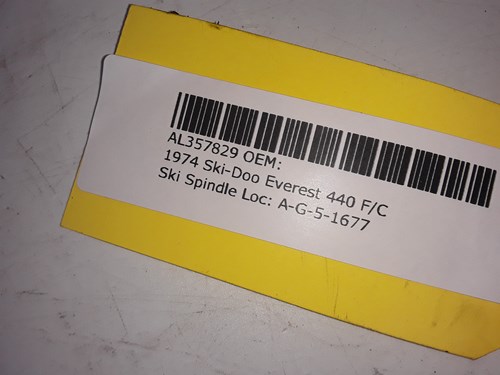 AL357829 OEM:
1974 Ski-Doo Everest 440 F/C
Ski Spindle Loc: A-G-5-1677